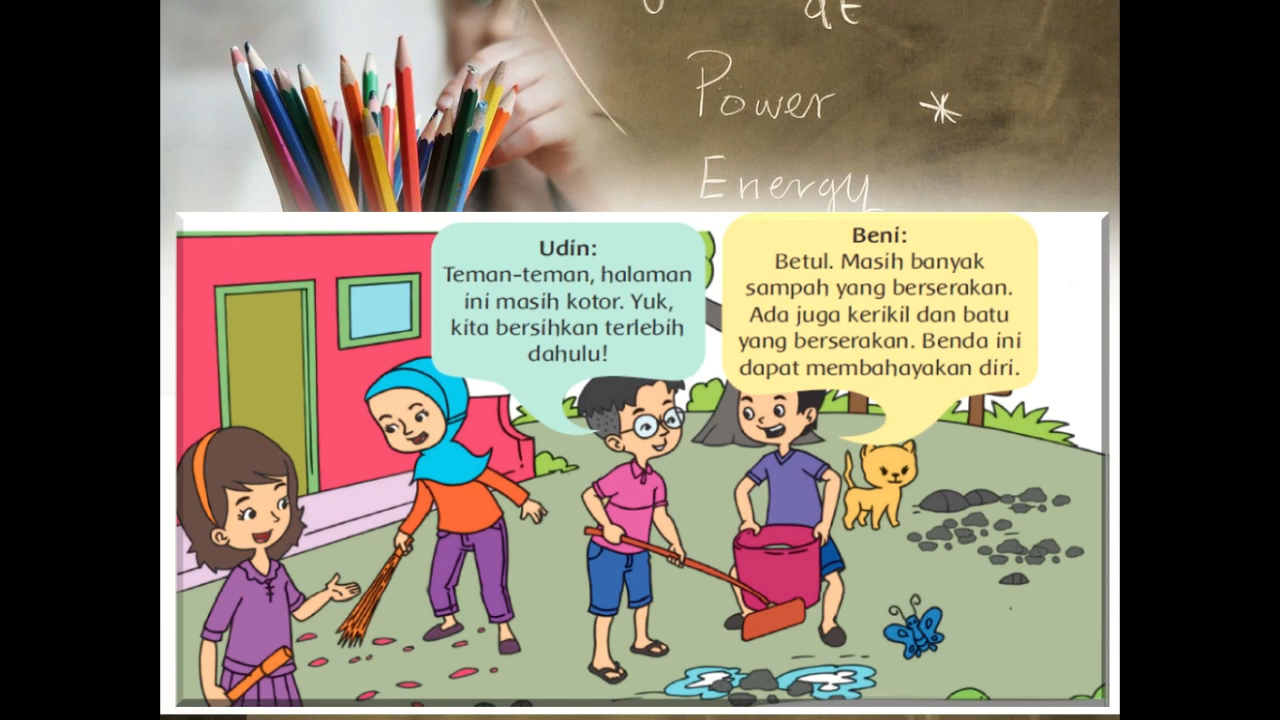 de
Power *
Energy
Udin:
Teman-teman, halaman
ini masih kotor. Yuk,
kita bersihkan terlebih
dahulu!
Beni:
Betul. Masih banyak
sampah yang berserakan.
Ada juga kerikil dan batu
yang berserakan. Benda ini
dapat membahayakan diri.